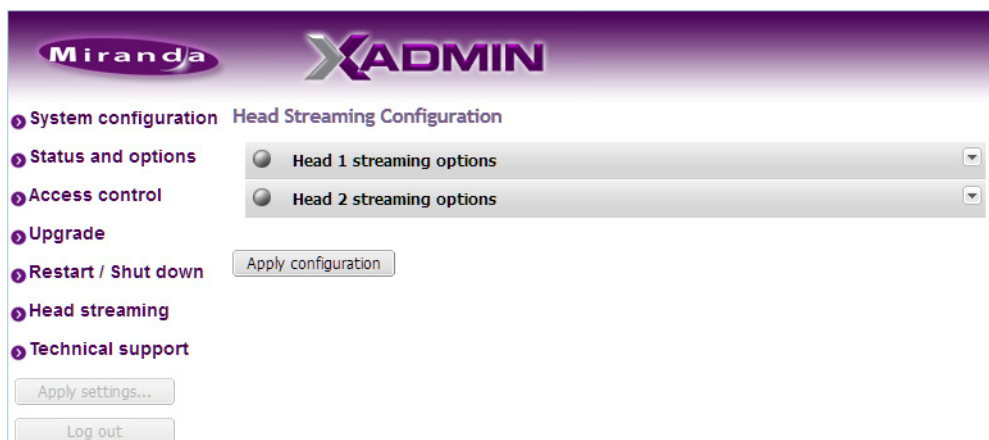 Miranda
XADMIN
System configuration
Status and options
Access control
Upgrade
Restart / Shut down
Head streaming
Technical support
Apply settings...
Log out
Head Streaming Configuration
Head 1 streaming options
Head 2 streaming options
Apply configuration